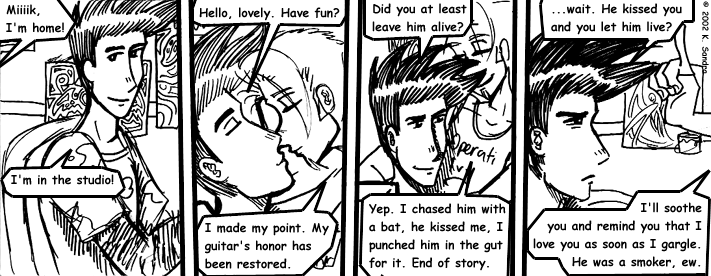 Miiiik,
I'm home!
I'm in the studio!
Hello, lovely. Have fun?
I made my point. My
guitar's honor has
been restored.
Did you at least
leave him alive?
Yep. I chased him with
a bat, he kissed me, I
punched him in the gut
for it. End of story.
...wait. He kissed you
and you let him live?
I'll soothe
you and remind you that I
love you as soon as I gargle.
He was a smoker, ew.
© 2002 K. Sandra